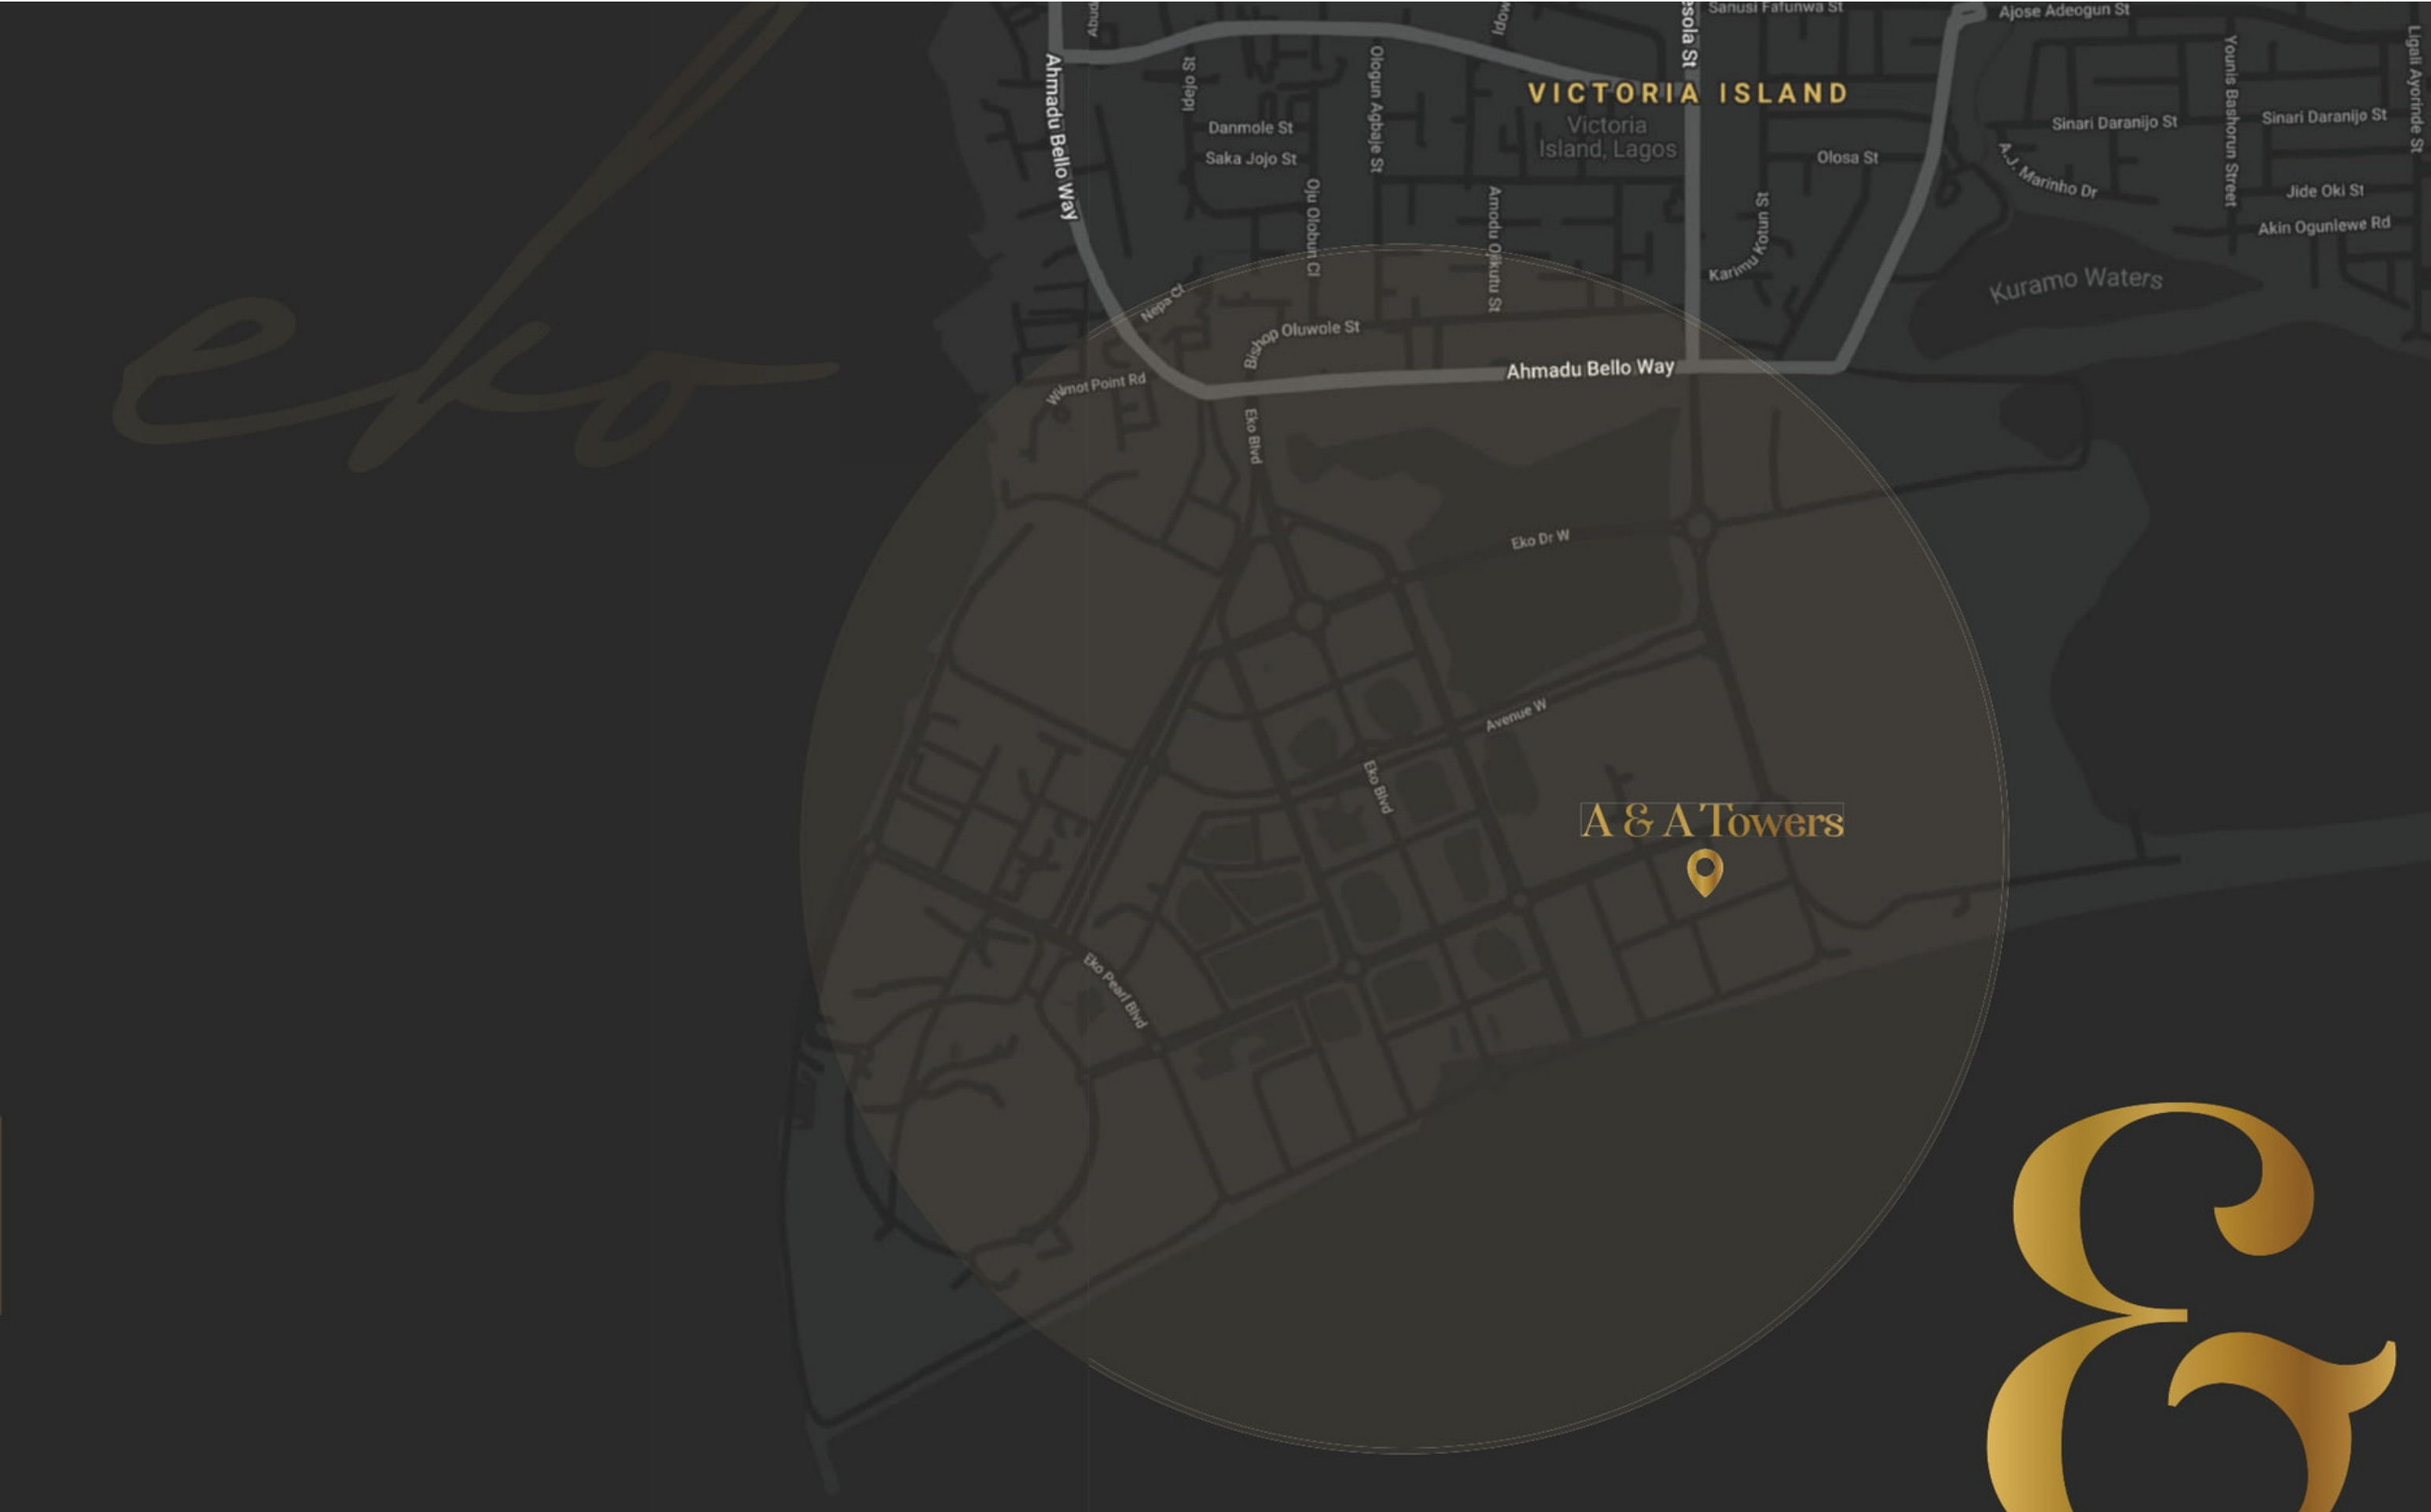 eko
Sanusi Fafunwa St
Ajose Adeogun St
Ligali Ayorinde St
Younis Bashorun Street
Ahmadu Bello Way
Idejo St
Ologun Agbaje St
VICTORIA ISLAND
Victoria
Island, Lagos
Danmole St
Saka Jojo St
Sinari Daranijo St
Sinari Daranijo St
Olosa St
A.J. Marinho Dr
Jide Oki St
Akin Ogunlewe Rd
Oju Olobun Cl
Amodu Ojikutu St
Karimu Kotun St
Kuramo Waters
Nepa Cl
Bishop Oluwole St
Ahmadu Bello Way
Wilmot Point Rd
Eko Blvd
Eko Dr W
Avenue W
Eko Blvd
A & A Towers
Eko Pearl Blvd
&